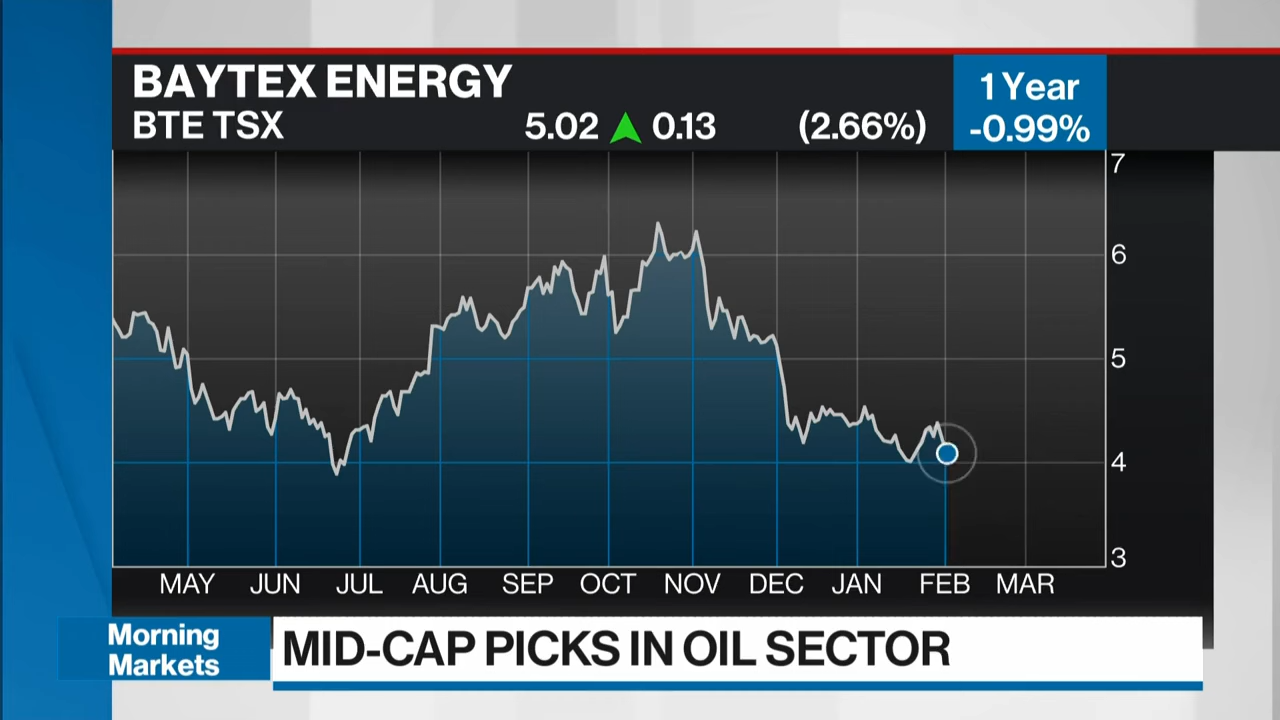 BAYTEX ENERGY
BTE TSX 5.02 ▲ 0.13 (2.66%)
1 Year
-0.99%
7
6
5
4
3
MAY JUN JUL AUG SEP OCT NOV DEC JAN FEB MAR
Morning
Markets
MID-CAP PICKS IN OIL SECTOR